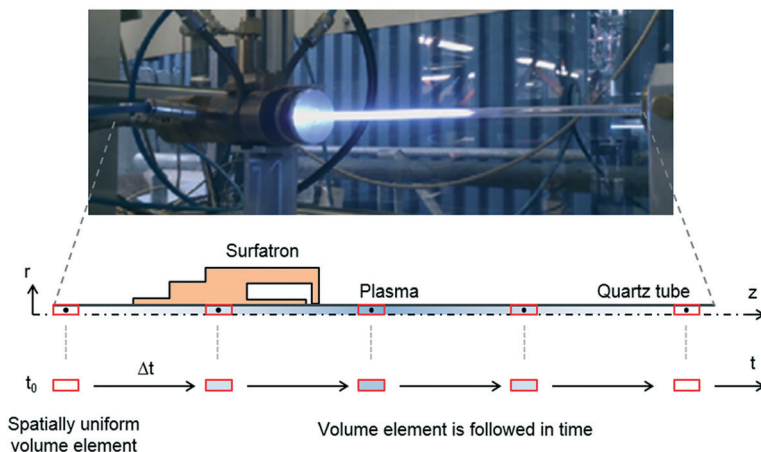 Surfatron
r
Plasma
Quartz tube
z
t₀
Δt
t
Spatially uniform
volume element
Volume element is followed in time